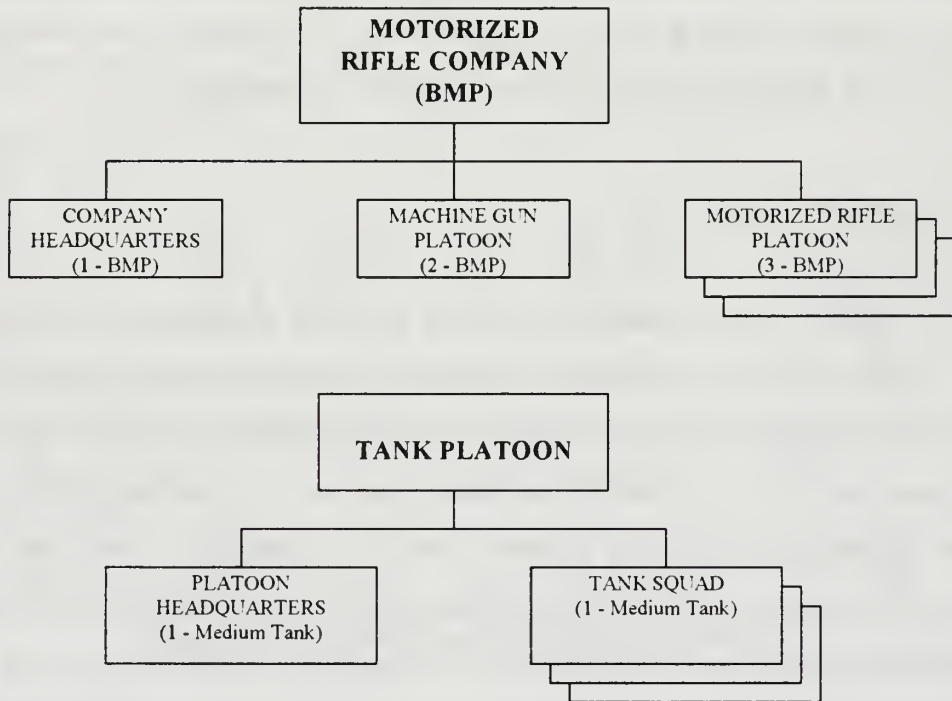 MOTORIZED
RIFLE COMPANY
(BMP)
COMPANY
HEADQUARTERS
(1 - BMP)
MACHINE GUN
PLATOON
(2 - BMP)
MOTORIZED RIFLE
PLATOON
(3 - BMP)
TANK PLATOON
PLATOON
HEADQUARTERS
(1 - Medium Tank)
TANK SQUAD
(1 - Medium Tank)